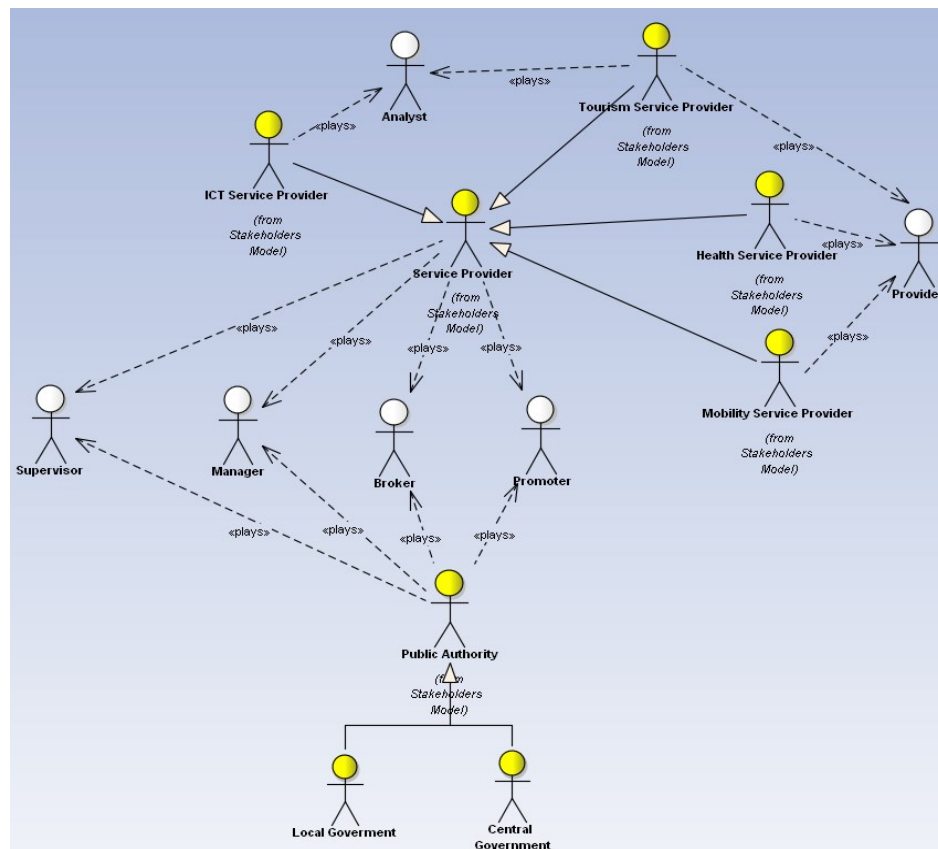 «plays»
Analyst
Tourism Service Provider
(from
Stakeholders
Model)
«plays»
«plays»
ICT Service Provider
(from
Stakeholders
Model)
Service Provider
(from
Stakeholders
Model)
Health Service Provider
(from
Stakeholders
Model)
«plays»
Provide
«plays»
«plays»
«plays»
«plays»
«plays»
Mobility Service Provider
(from
Stakeholders
Model)
Supervisor
Manager
Broker
Promoter
«plays»
«plays»
«plays»
«plays»
Public Authority
(from
Stakeholders
Model)
Local Goverment
Central
Government